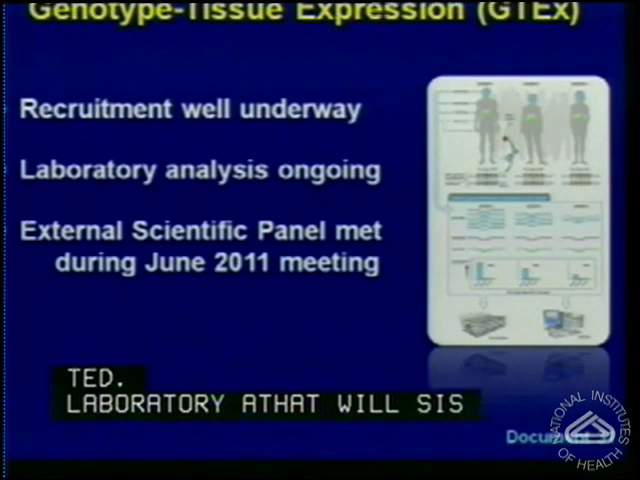 Genotype-Tissue Expression (GTEx)
Recruitment well underway
Laboratory analysis ongoing
External Scientific Panel met
during June 2011 meeting
TED.
LABORATORY ATHAT WILL SIS
Document
NATIONAL INSTITUTES
OF HEALTH